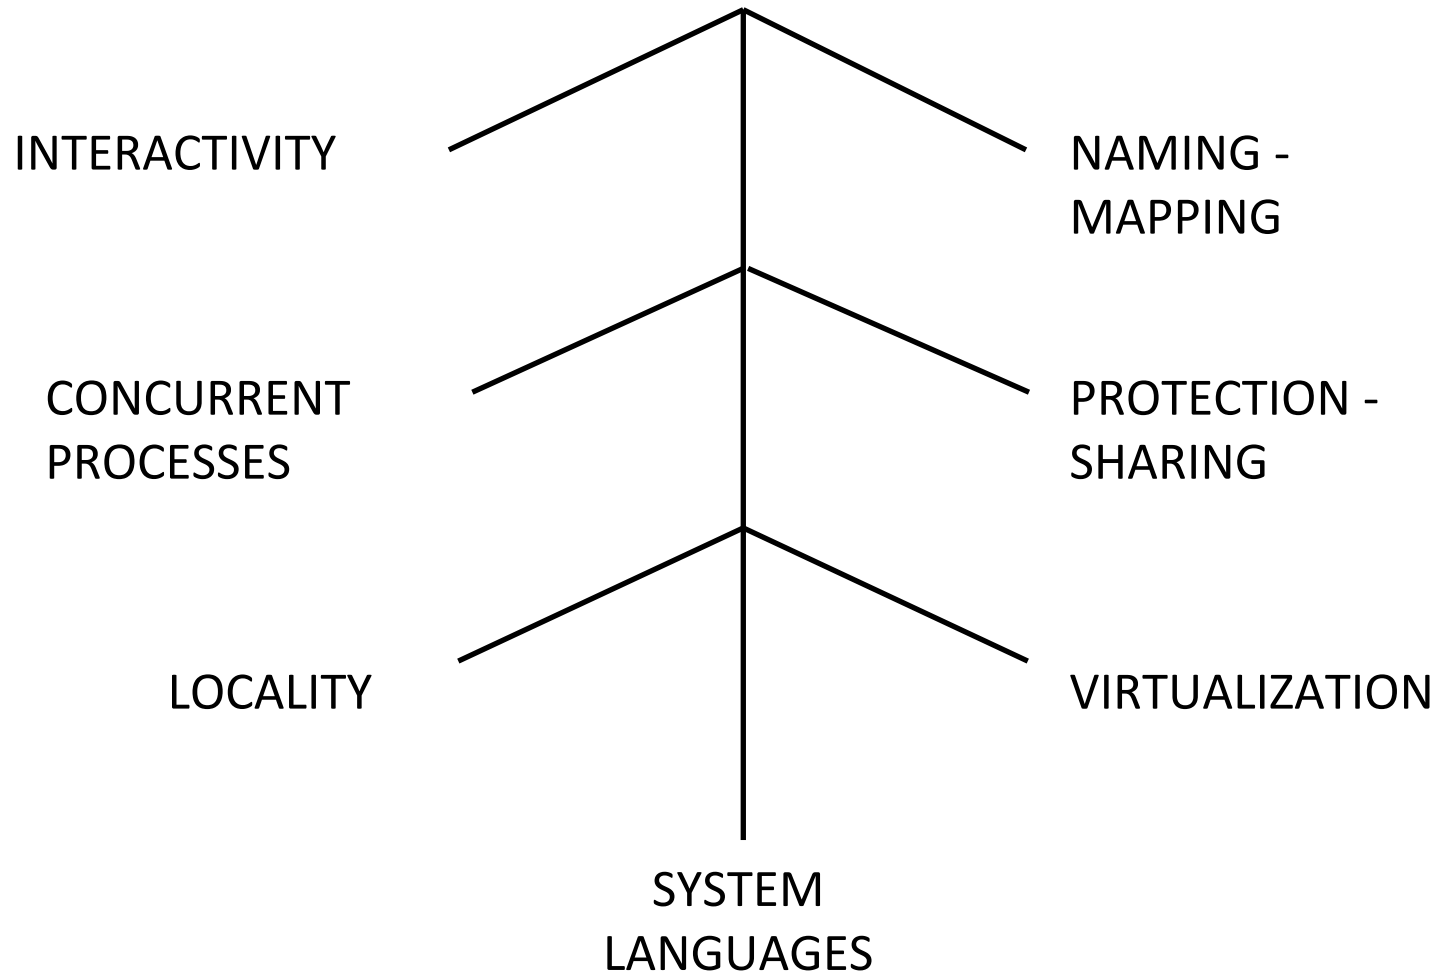 INTERACTIVITY
NAMING -
MAPPING
CONCURRENT
PROCESSES
PROTECTION -
SHARING
LOCALITY
VIRTUALIZATION
SYSTEM
LANGUAGES